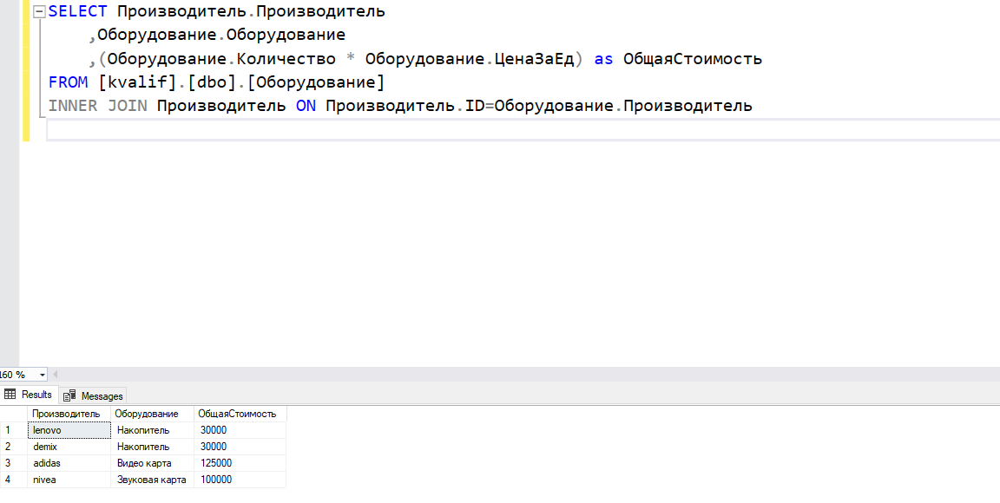 SELECT Производитель.Производитель
,Оборудование.Оборудование
,(Оборудование.Количество * Оборудование.ЦенаЗаЕд) as ОбщаяСтоимость
FROM [kvalif].[dbo].[Оборудование]
INNER JOIN Производитель ON Производитель.ID=Оборудование.Производитель
160 %
Results Messages
Производитель Оборудование ОбщаяСтоимость
1 lenovo Накопитель 30000
2 demix Накопитель 30000
3 adidas Видео карта 125000
4 nivea Звуковая карта 100000